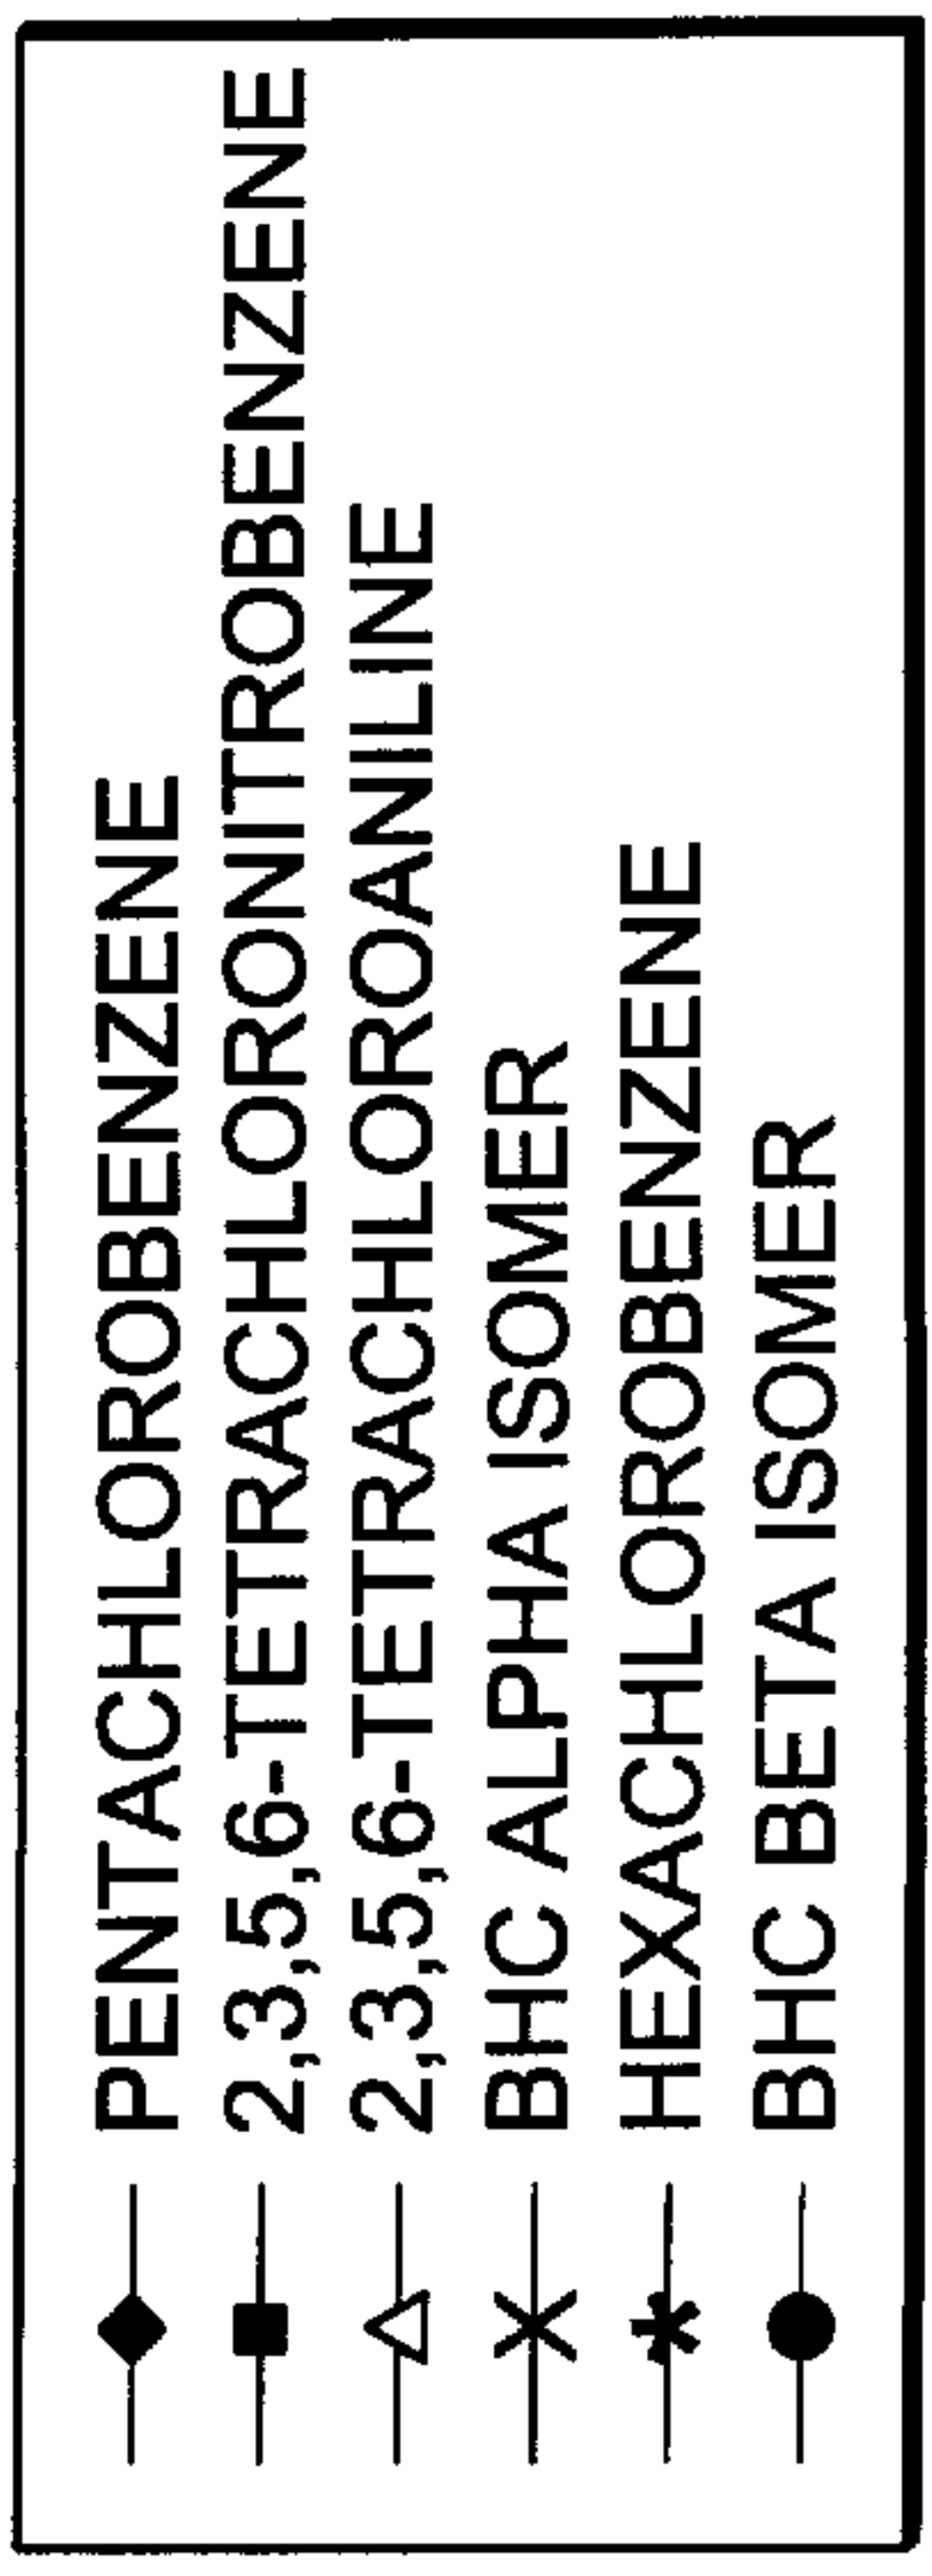 PENTACHLOROBENZENE
2,3,5,6-TETRACHLORONITROBENZENE
2,3,5,6-TETRACHLOROANILINE
BHC ALPHA ISOMER
HEXACHLOROBENZENE
BHC BETA ISOMER